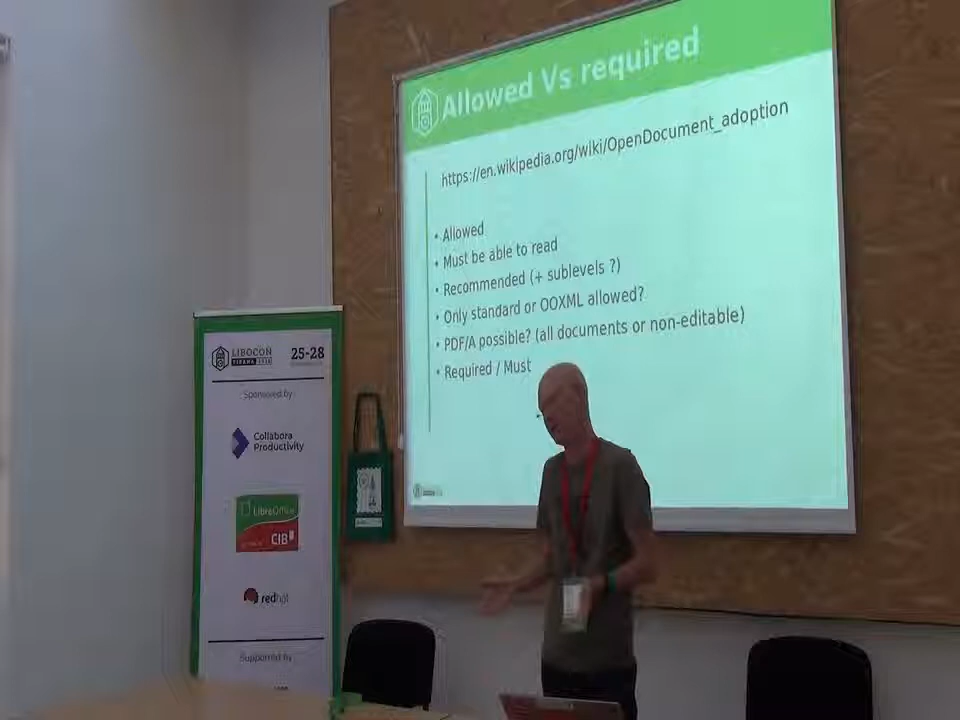 Allowed Vs required
https://en.wikipedia.org/wiki/OpenDocument_adoption
• Allowed
• Must be able to read
• Recommended (+ sublevels ?)
• Only standard or OOXML allowed?
• PDF/A possible? (all documents or non-editable)
• Required / Must
LIBOCON
25-28
Sponsored by
Collabora
Productivity
LibreOffice
CIB
redhat
Supported by